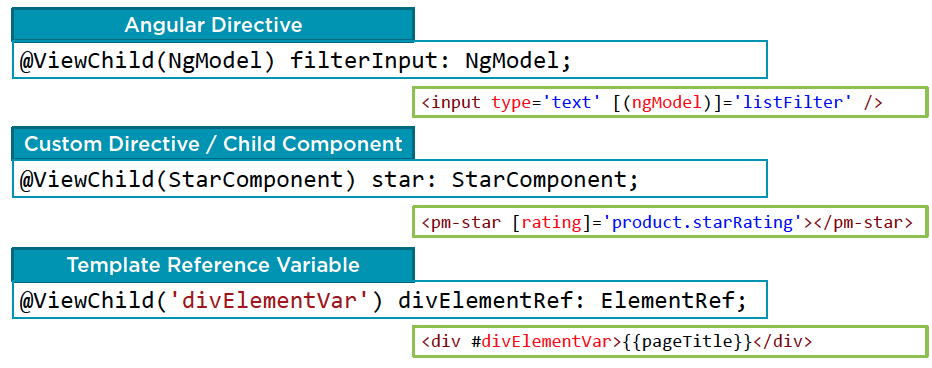 Angular Directive
@ViewChild(NgModel) filterInput: NgModel;
<input type='text' [(ngModel)]='listFilter' />
Custom Directive / Child Component
@ViewChild(StarComponent) star: StarComponent;
<pm-star [rating]='product.starRating'></pm-star>
Template Reference Variable
@ViewChild('divElementVar') divElementRef: ElementRef;
<div #divElementVar>{{pageTitle}}</div>